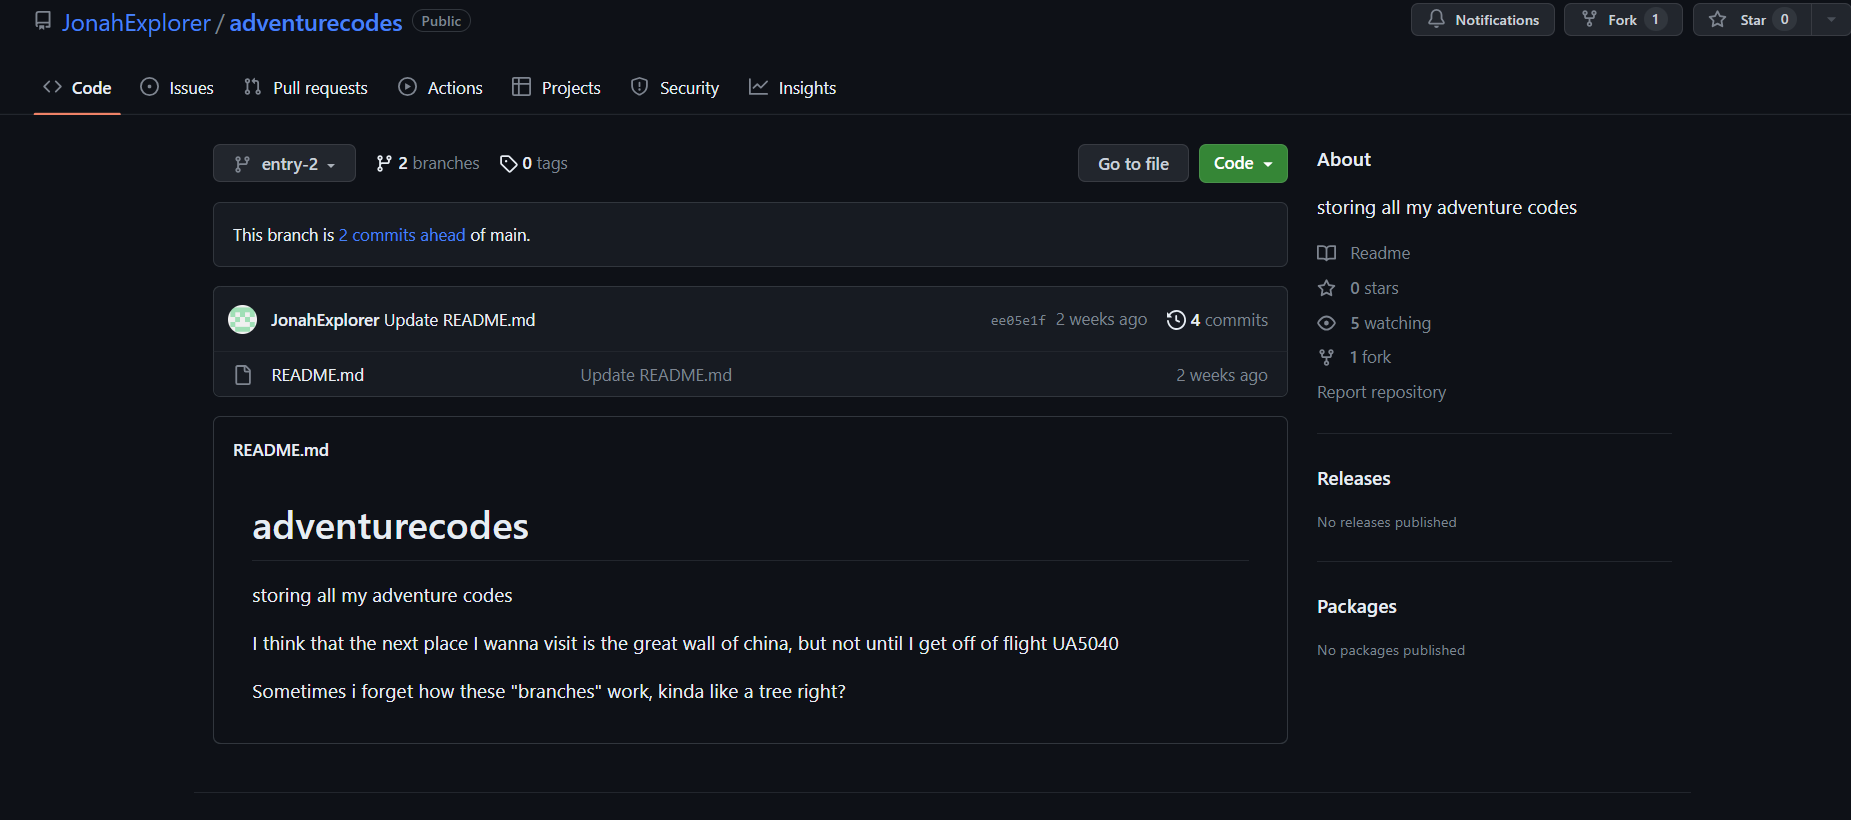 JonahExplorer / adventurecodes Public
Notifications Fork 1 Star 0
Code Issues Pull requests Actions Projects Security Insights
entry-2 2 branches 0 tags Go to file Code
This branch is 2 commits ahead of main.
JonahExplorer Update README.md ee05e1f 2 weeks ago 4 commits
README.md Update README.md 2 weeks ago
README.md
adventurecodes
storing all my adventure codes
I think that the next place I wanna visit is the great wall of china, but not until I get off of flight UA5040
Sometimes i forget how these "branches" work, kinda like a tree right?
About
storing all my adventure codes
Readme
0 stars
5 watching
1 fork
Report repository
Releases
No releases published
Packages
No packages published